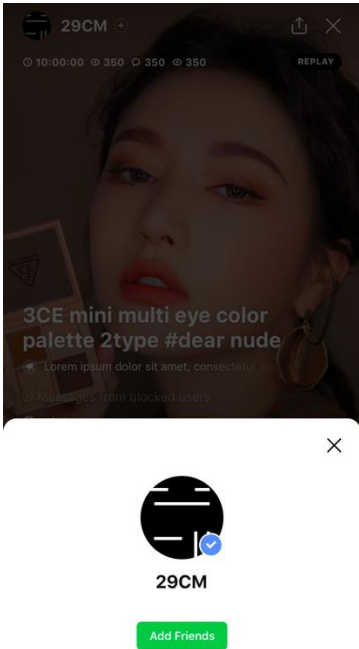 29CM
10:00:00 350 350 350
REPLAY
3CE mini multi eye color
palette 2type #dear nude
Lorem ipsum dolor sit amet, consectetur
Messages from blocked users.
29CM
Add Friends